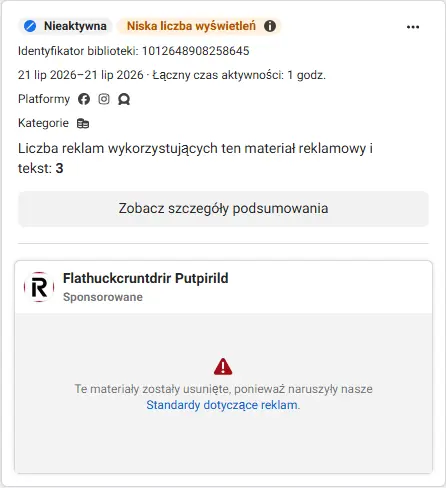 Nieaktywna Niska liczba wyświetleń
Identyfikator biblioteki: 1012648908258645
21 lip 2026–21 lip 2026 · Łączny czas aktywności: 1 godz.
Platformy
Kategorie
Liczba reklam wykorzystujących ten materiał reklamowy i
tekst: 3
Zobacz szczegóły podsumowania
Flathuckcruntdrir Putpirild
Sponsorowane
Te materiały zostały usunięte, ponieważ naruszyły nasze
Standardy dotyczące reklam.